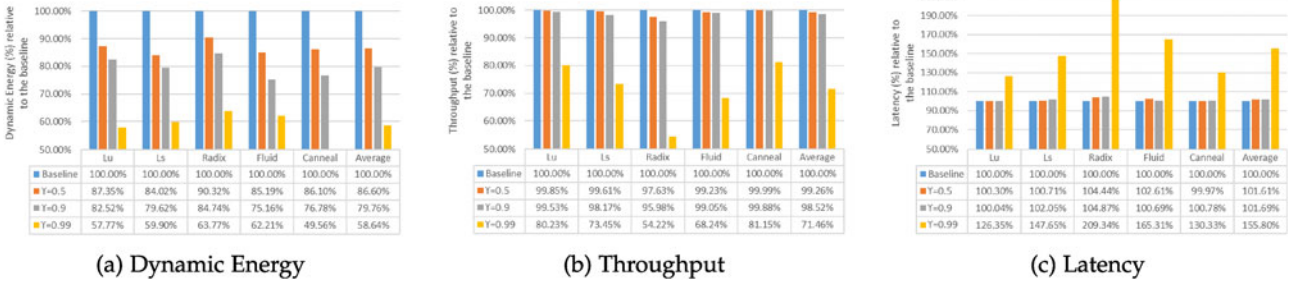 Dynamic Energy (%) relative
to the baseline
100.00%
90.00%
80.00%
70.00%
60.00%
50.00%
Lu Ls Radix Fluid Canneal Average
Baseline 100.00% 100.00% 100.00% 100.00% 100.00% 100.00%
Y=0.5 87.35% 84.02% 90.32% 85.19% 86.10% 86.60%
Y=0.9 82.52% 79.62% 84.74% 75.16% 76.78% 79.76%
Y=0.99 57.77% 59.90% 63.77% 62.21% 49.56% 58.64%
(a) Dynamic Energy
Throughput (%) relative to
the baseline
100.00%
90.00%
80.00%
70.00%
60.00%
50.00%
Lu Ls Radix Fluid Canneal Average
Baseline 100.00% 100.00% 100.00% 100.00% 100.00% 100.00%
Y=0.5 99.85% 99.61% 97.63% 99.23% 99.99% 99.26%
Y=0.9 99.53% 98.17% 95.98% 99.05% 99.88% 98.52%
Y=0.99 80.23% 73.45% 54.22% 68.24% 81.15% 71.46%
(b) Throughput
Latency (%) relative to
the baseline
190.00%
170.00%
150.00%
130.00%
110.00%
90.00%
70.00%
50.00%
Lu Ls Radix Fluid Canneal Average
Baseline 100.00% 100.00% 100.00% 100.00% 100.00% 100.00%
Y=0.5 100.30% 100.71% 104.44% 102.61% 99.97% 101.61%
Y=0.9 100.04% 102.05% 104.87% 100.69% 100.78% 101.69%
Y=0.99 126.35% 147.65% 209.34% 165.31% 130.33% 155.80%
(c) Latency